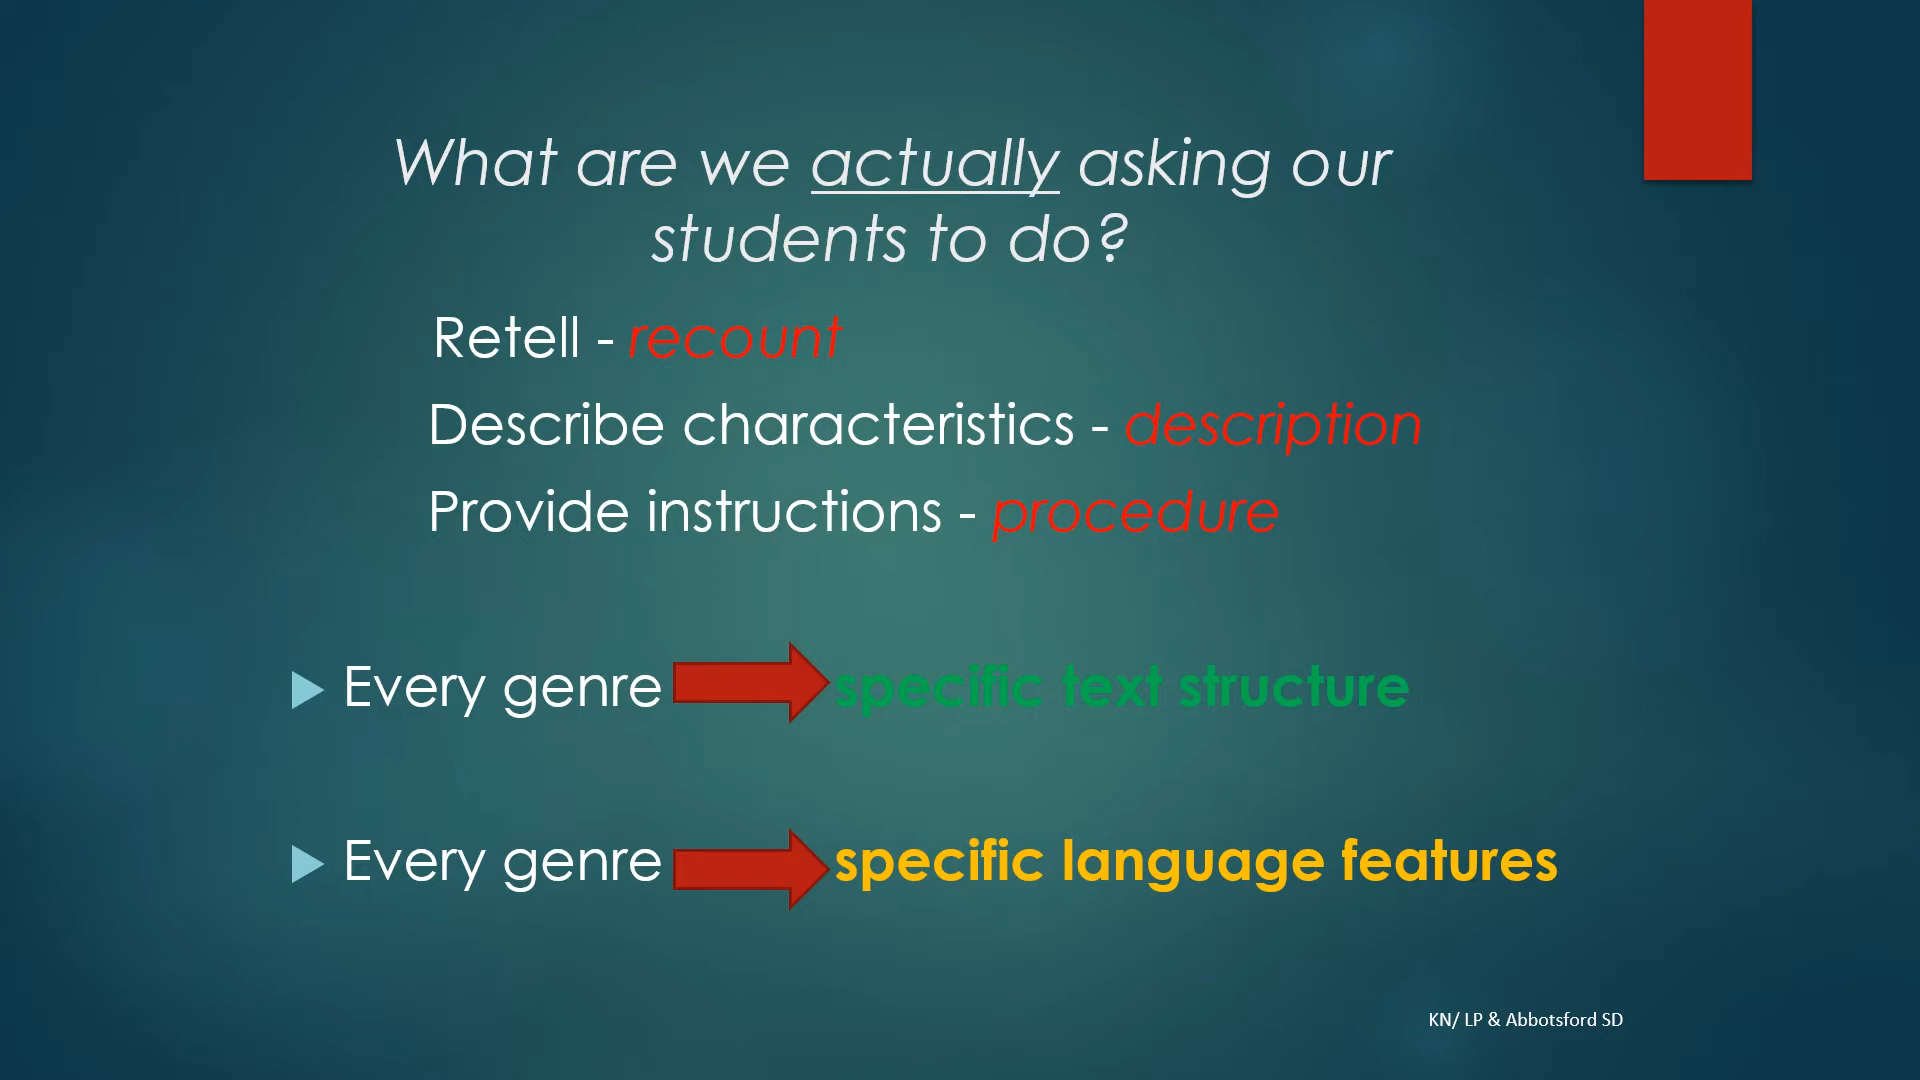 What are we actually asking our
students to do?
Retell - recount
Describe characteristics - description
Provide instructions - procedure
Every genre specific text structure
Every genre specific language features
KN/ LP & Abbotsford SD